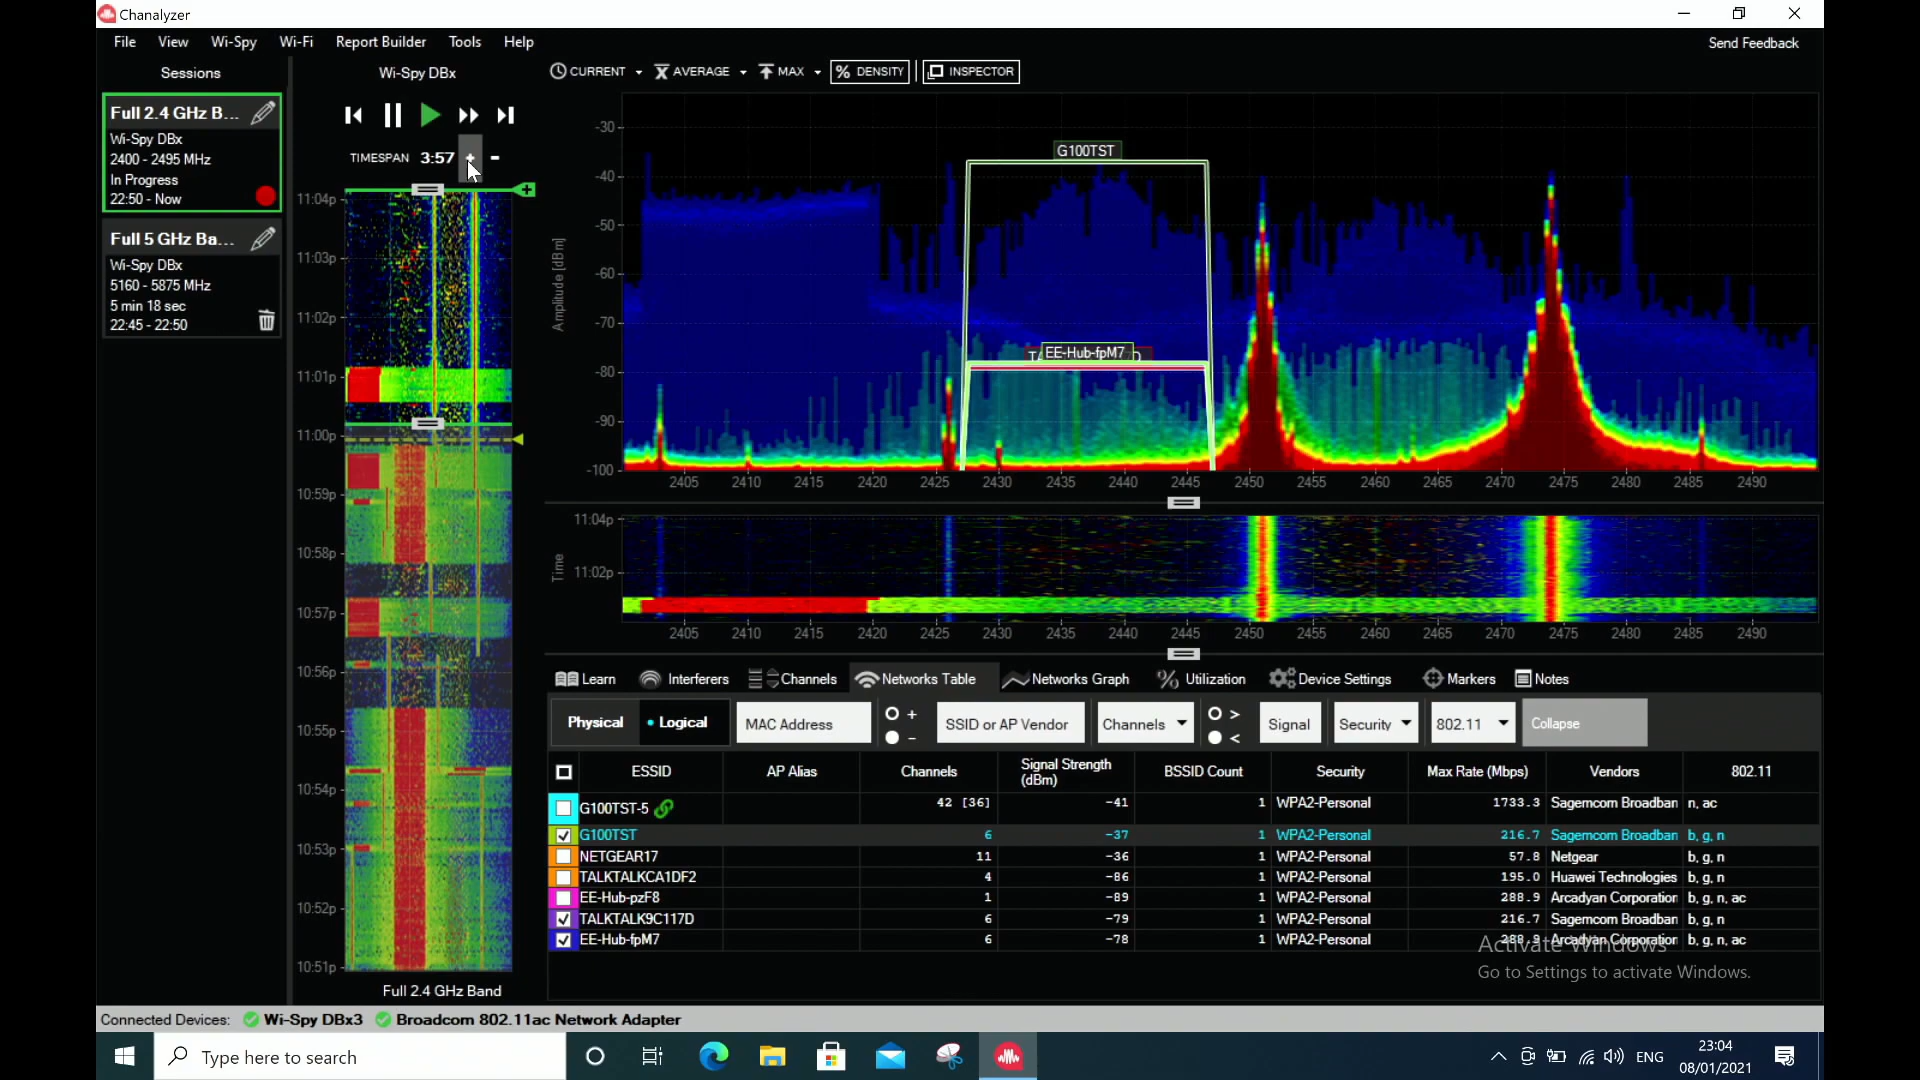 Chanalyzer
File View Wi-Spy Wi-Fi Report Builder Tools Help
Send Feedback
Sessions
Full 2.4 GHz B...
Wi-Spy DBx
2400 - 2495 MHz
In Progress
22:50 - Now
Full 5 GHz Ba...
Wi-Spy DBx
5160 - 5875 MHz
5 min 18 sec
22:45 - 22:50
Wi-Spy DBx
TIMESPAN 3:57 + -
11:04p
11:03p
11:02p
11:01p
11:00p
10:59p
10:58p
10:57p
10:56p
10:55p
10:54p
10:53p
10:52p
10:51p
Full 2.4 GHz Band
CURRENT AVERAGE MAX % DENSITY INSPECTOR
Amplitude [dBm]
-30
-40
-50
-60
-70
-80
-90
-100
G100TST
EE-Hub-fpM7
2405 2410 2415 2420 2425 2430 2435 2440 2445 2450 2455 2460 2465 2470 2475 2480 2485 2490
Time
11:04p
11:02p
2405 2410 2415 2420 2425 2430 2435 2440 2445 2450 2455 2460 2465 2470 2475 2480 2485 2490
Learn Interferers Channels Networks Table Networks Graph Utilization Device Settings Markers Notes
Physical Logical MAC Address + - SSID or AP Vendor Channels > < Signal Security 802.11 Collapse
ESSID AP Alias Channels Signal Strength (dBm) BSSID Count Security Max Rate (Mbps) Vendors 802.11
G100TST-5 42 [36] -41 1 WPA2-Personal 1733.3 Sagemcom Broadban n, ac
G100TST 6 -37 1 WPA2-Personal 216.7 Sagemcom Broadban b, g, n
NETGEAR17 11 -36 1 WPA2-Personal 57.8 Netgear b, g, n
TALKTALKCA1DF2 4 -86 1 WPA2-Personal 195.0 Huawei Technologies b, g, n
EE-Hub-pzF8 1 -89 1 WPA2-Personal 288.9 Arcadyan Corporation b, g, n, ac
TALKTALK9C117D 6 -79 1 WPA2-Personal 216.7 Sagemcom Broadban b, g, n
EE-Hub-fpM7 6 -78 1 WPA2-Personal 288.9 Arcadyan Corporation b, g, n, ac
Activate Windows
Go to Settings to activate Windows.
Connected Devices: Wi-Spy DBx3 Broadcom 802.11ac Network Adapter
Type here to search
ENG
23:04
08/01/2021